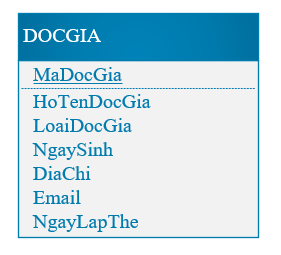 DOCGIA
MaDocGia
HoTenDocGia
LoaiDocGia
NgaySinh
DiaChi
Email
NgayLapThe